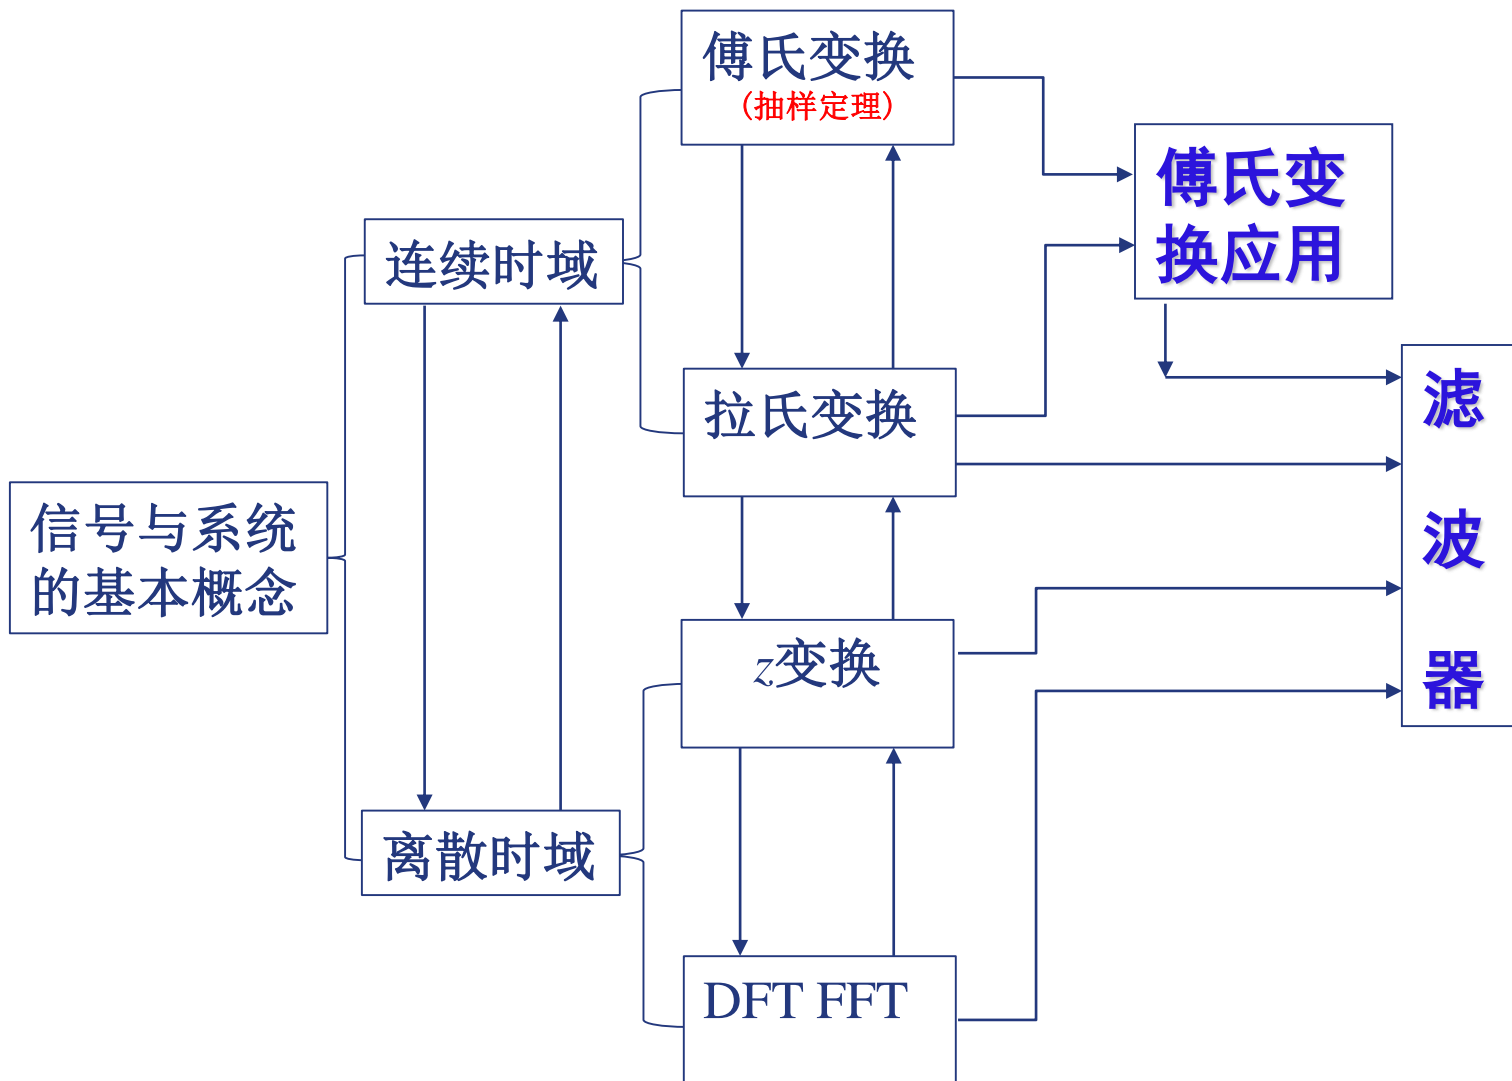 傅氏变换
（抽样定理）
傅氏变
换应用
连续时域
拉氏变换
滤
波
器
信号与系统
的基本概念
z变换
离散时域
DFT FFT